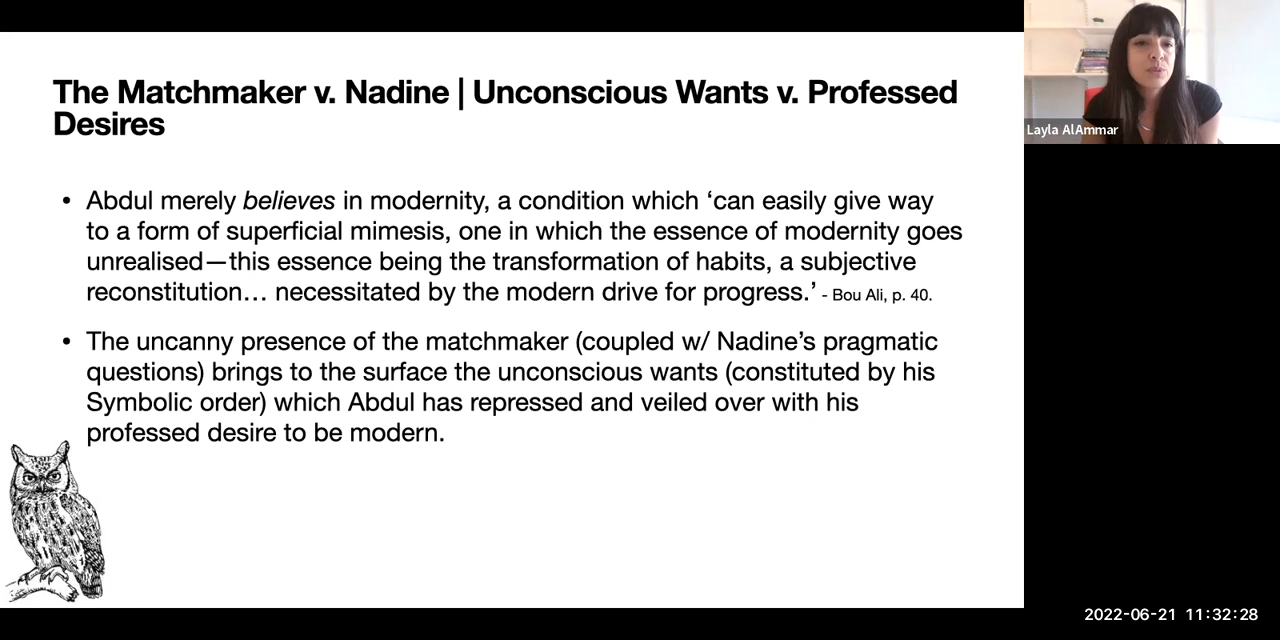 The Matchmaker v. Nadine | Unconscious Wants v. Professed
Desires
• Abdul merely believes in modernity, a condition which ‘can easily give way
to a form of superficial mimesis, one in which the essence of modernity goes
unrealised—this essence being the transformation of habits, a subjective
reconstitution… necessitated by the modern drive for progress.’ - Bou Ali, p. 40.
• The uncanny presence of the matchmaker (coupled w/ Nadine’s pragmatic
questions) brings to the surface the unconscious wants (constituted by his
Symbolic order) which Abdul has repressed and veiled over with his
professed desire to be modern.
Layla AlAmmar
2022-06-21 11:32:28